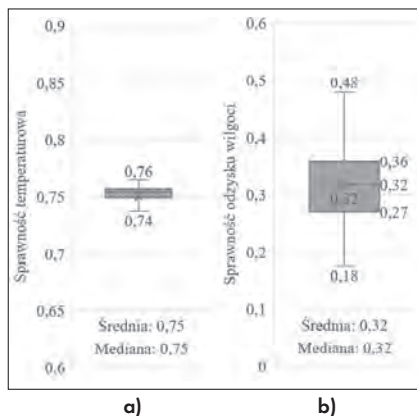 Sprawność temperaturowa
0,9
0,85
0,8
0,75
0,7
0,65
0,6
0,76
0,74
Średnia: 0,75
Mediana: 0,75
a)
Sprawność odzysku wilgoci
0,6
0,5
0,4
0,3
0,2
0,1
0
0,48
0,36
0,32
0,32
0,27
0,18
Średnia: 0,32
Mediana: 0,32
b)